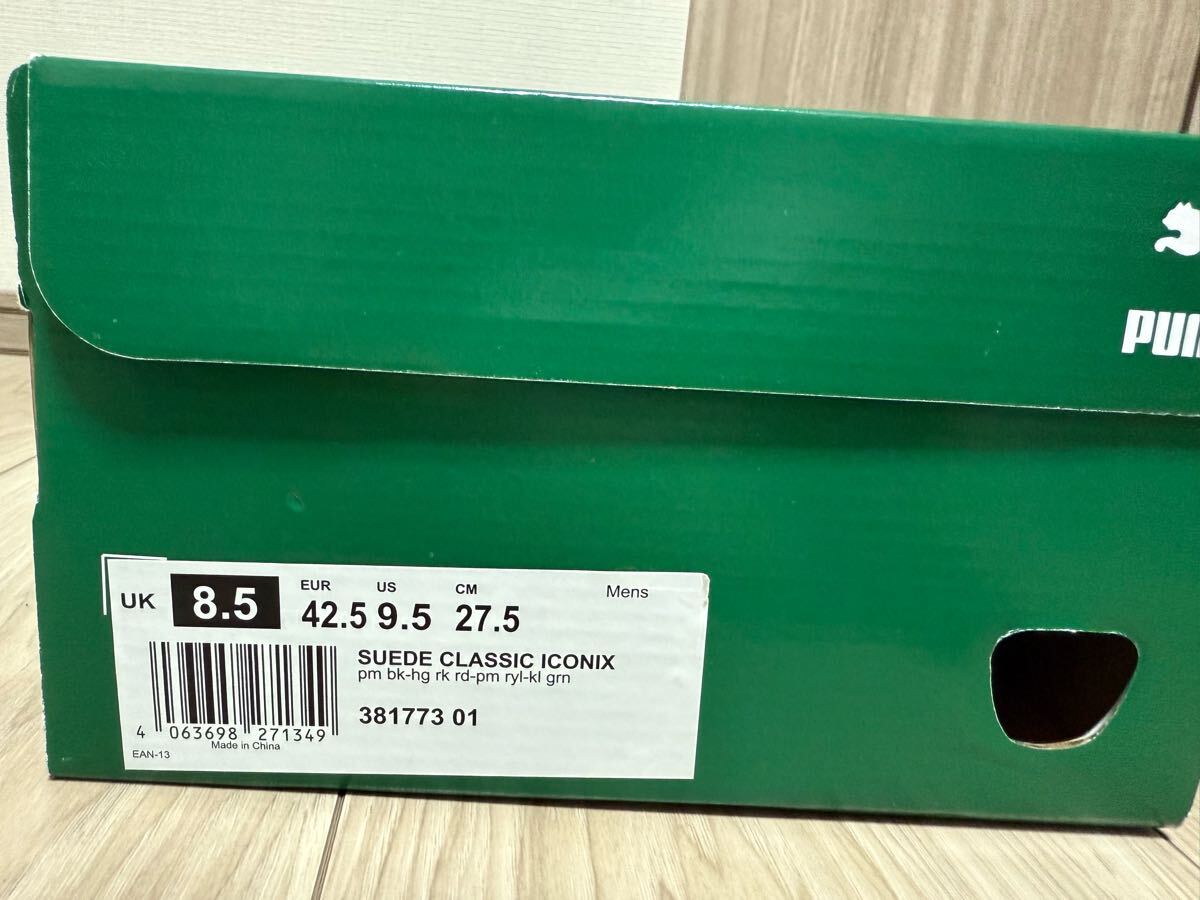 PUM
UK 8.5 EUR 42.5 US 9.5 CM 27.5 Mens
SUEDE CLASSIC ICONIX
pm bk-hg rk rd-pm ryl-kl grn
381773 01
4 063698 271349
Made in China
EAN-13